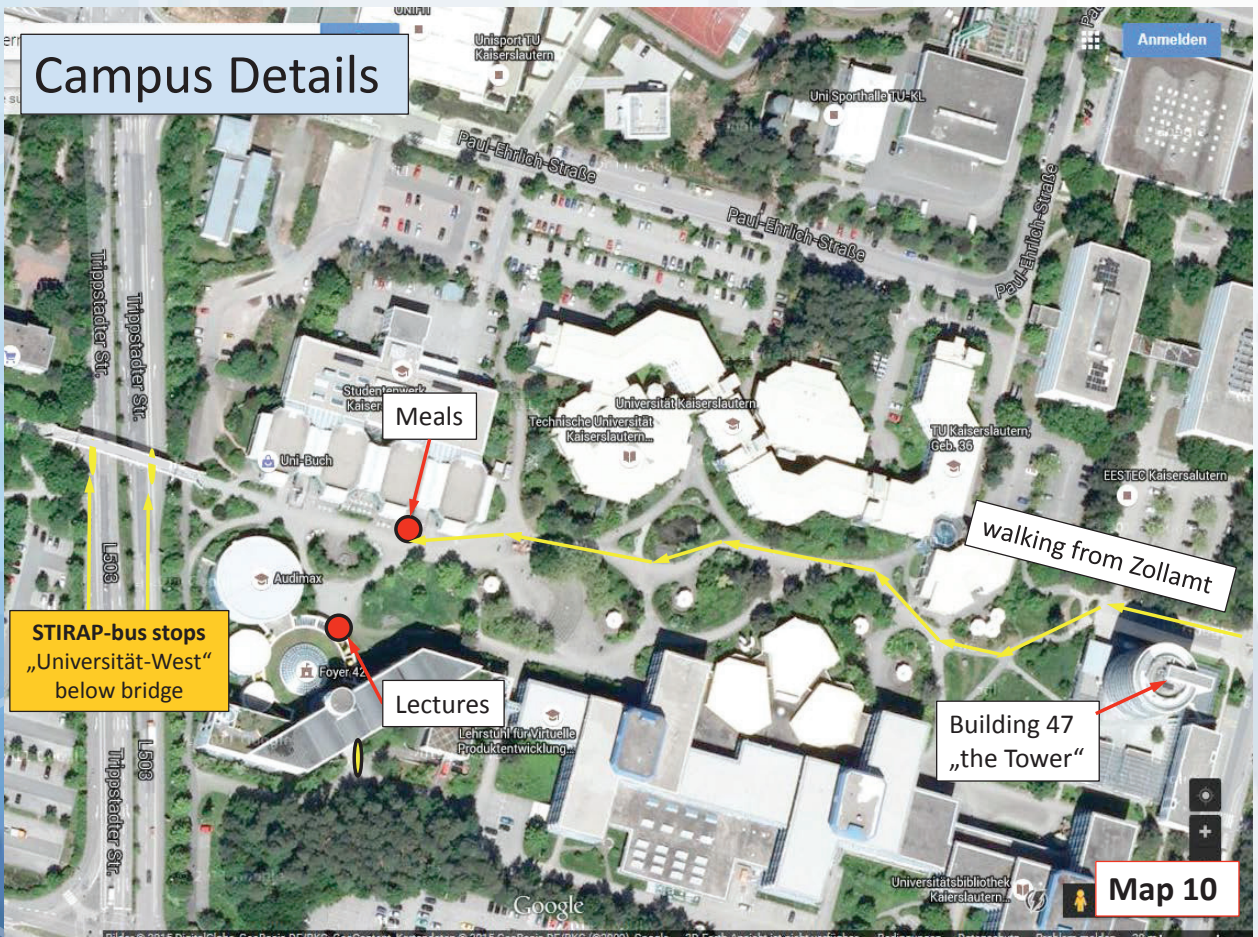 Campus Details
Anmelden
Unisport TU
Kaiserslautern
Uni Sporthalle TU-KL
Paul-Ehrlich-Straße
Paul-Ehrlich-Straße
Paul-Ehrlich-Straße
Trippstadter Str.
Trippstadter Str.
Studentenwerk
Meals
Uni-Buch
Technische Universität
Kaiserslautern...
Universität Kaiserslautern
TU Kaiserslautern,
Geb. 36
EESTEC Kaisersalutern
walking from Zollamt
L503
Audimax
STIRAP-bus stops
„Universität-West“
below bridge
Foyer 42
Lectures
Lehrstuhl für Virtuelle
Produktentwicklung...
Building 47
„the Tower“
L503
Trippstadter Str.
Universitätsbibliothek
Kaierslautern...
Google
Map 10